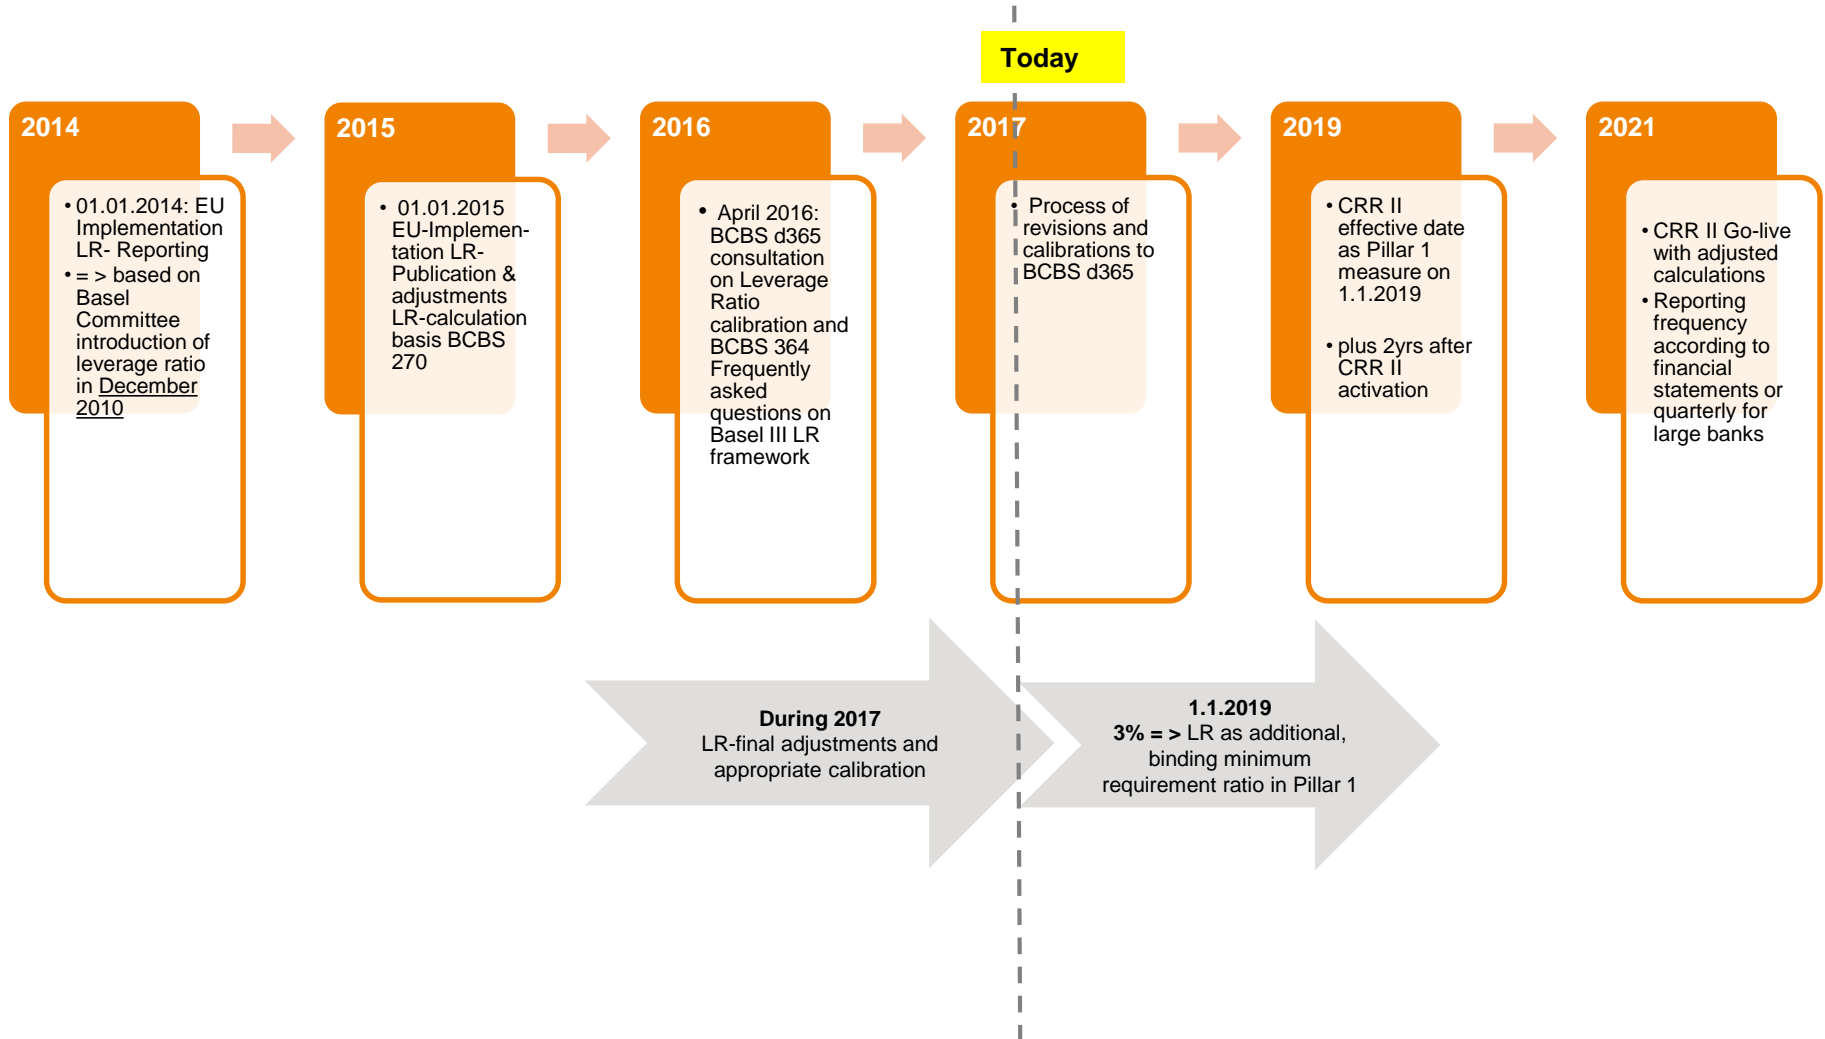 Today
2014
• 01.01.2014: EU
Implementation
LR- Reporting
• = > based on
Basel
Committee
introduction of
leverage ratio
in December
2010
2015
• 01.01.2015
EU-Implemen-
tation LR-
Publication &
adjustments
LR-calculation
basis BCBS
270
2016
• April 2016:
BCBS d365
consultation
on Leverage
Ratio
calibration and
BCBS 364
Frequently
asked
questions on
Basel III LR
framework
2017
• Process of
revisions and
calibrations to
BCBS d365
2019
• CRR II
effective date
as Pillar 1
measure on
1.1.2019
• plus 2yrs after
CRR II
activation
2021
• CRR II Go-live
with adjusted
calculations
• Reporting
frequency
according to
financial
statements or
quarterly for
large banks
During 2017
LR-final adjustments and
appropriate calibration
1.1.2019
3% = > LR as additional,
binding minimum
requirement ratio in Pillar 1